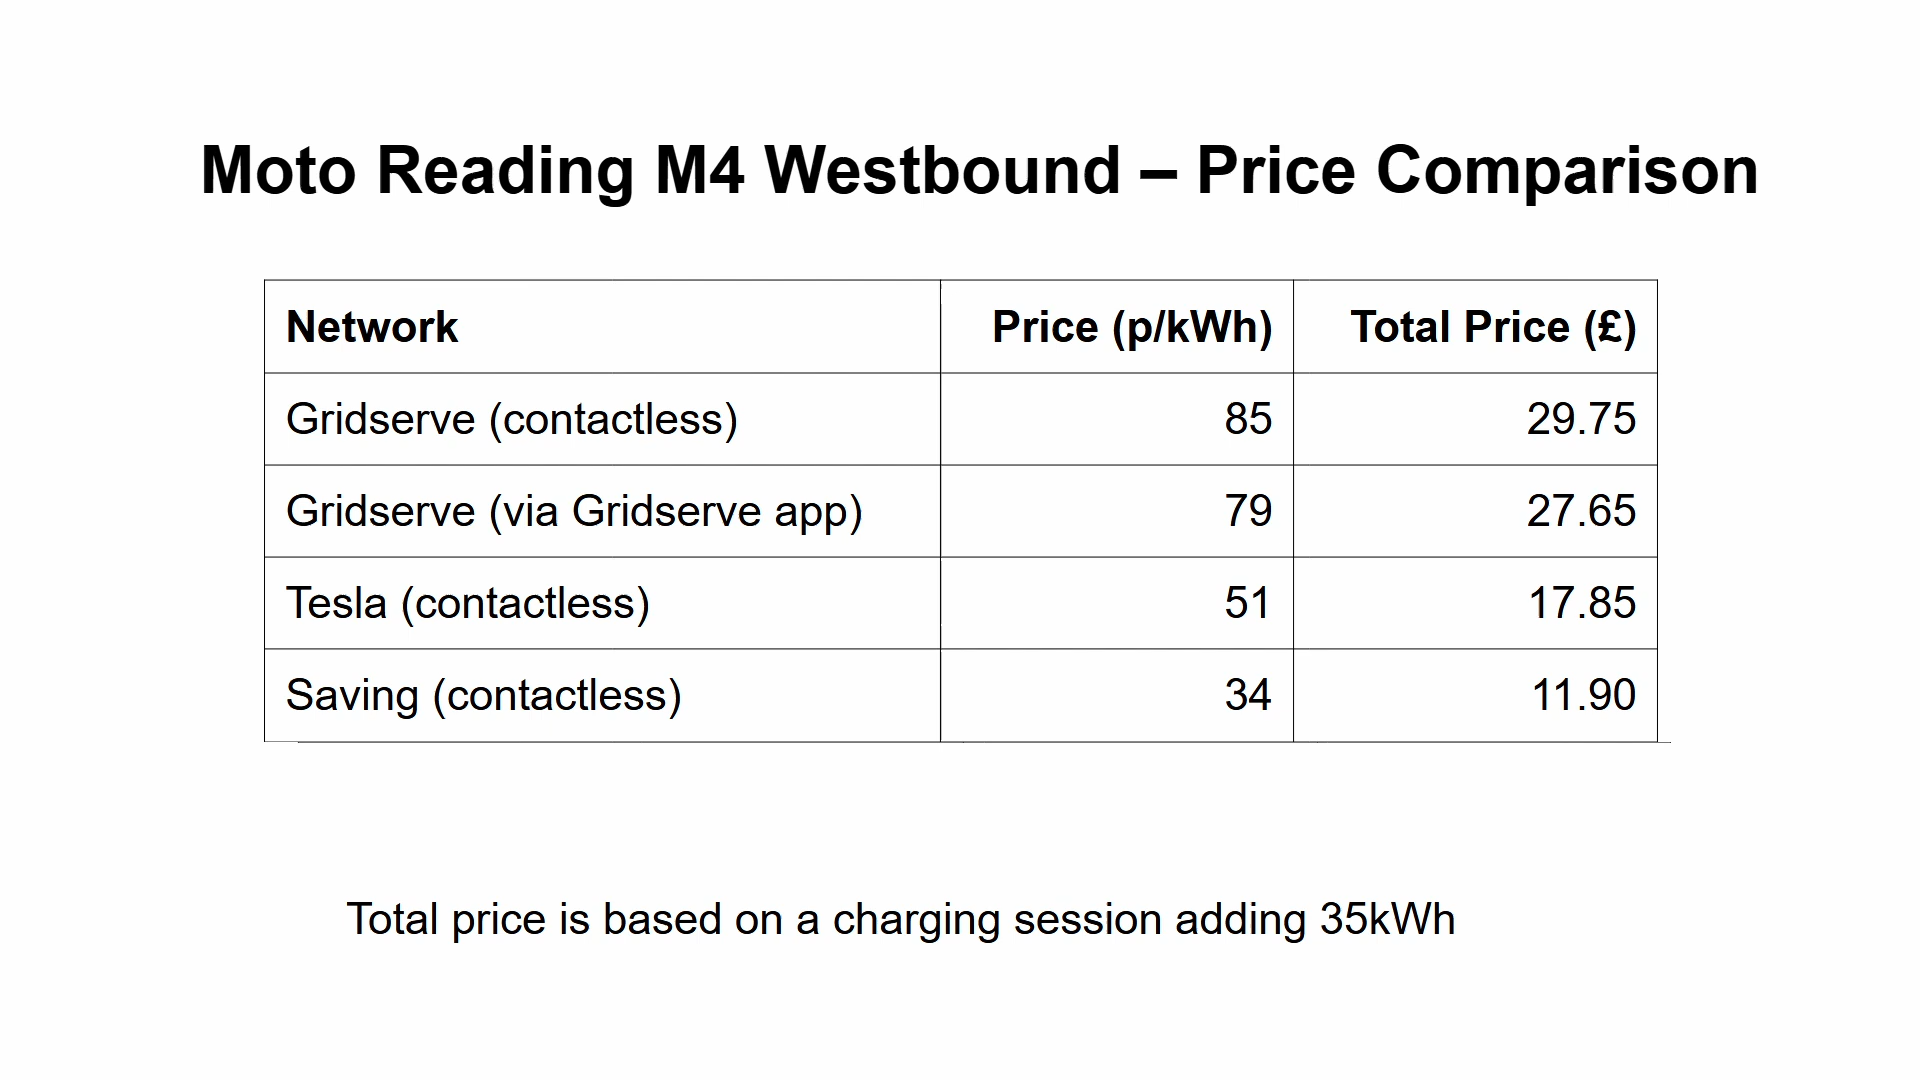 Moto Reading M4 Westbound – Price Comparison
Network Price (p/kWh) Total Price (£)
Gridserve (contactless) 85 29.75
Gridserve (via Gridserve app) 79 27.65
Tesla (contactless) 51 17.85
Saving (contactless) 34 11.90
Total price is based on a charging session adding 35kWh